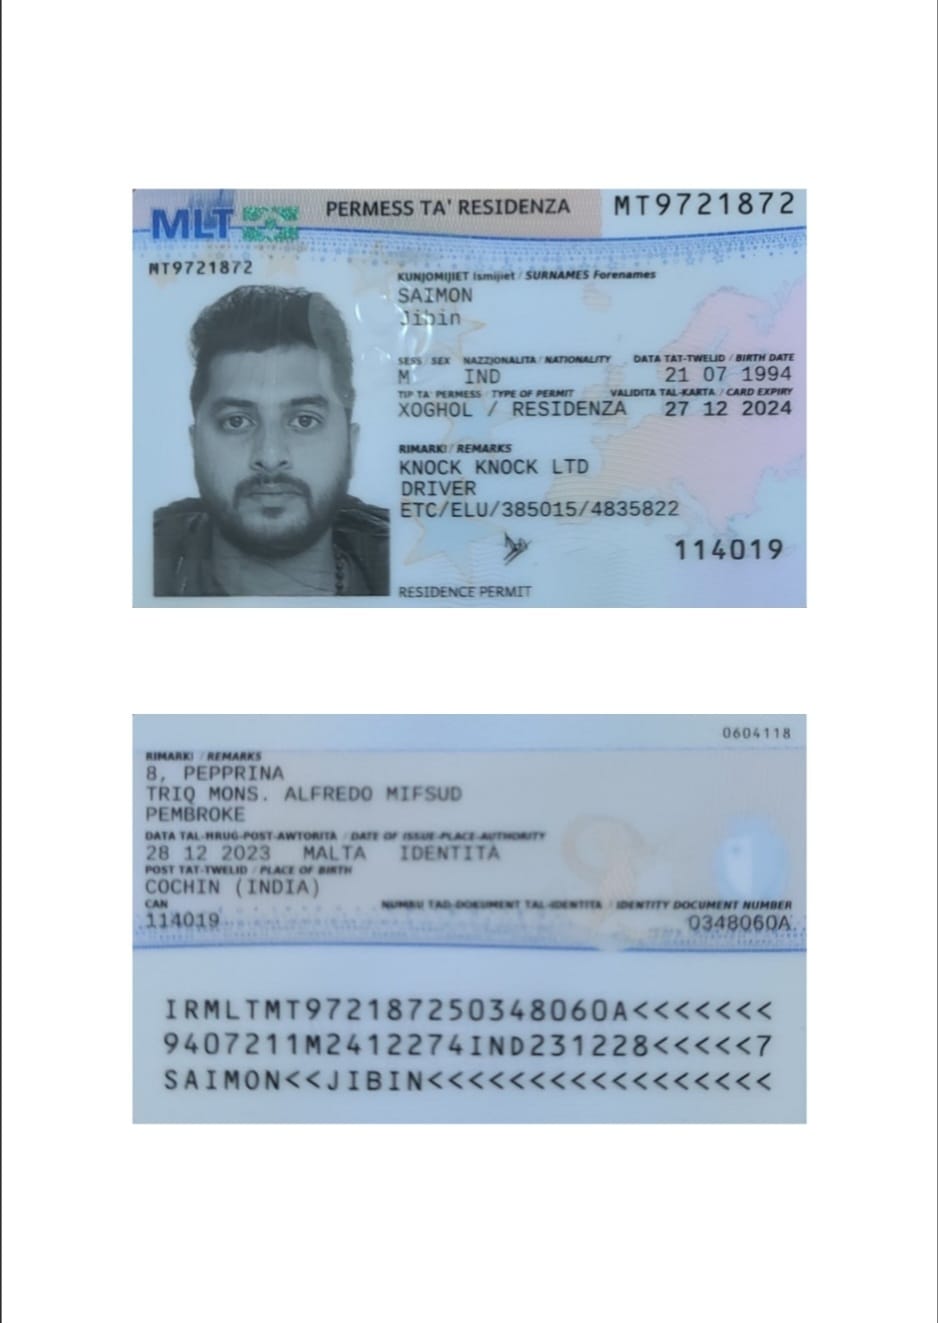 MLT
PERMESS TA' RESIDENZA
MT9721872
MT9721872
KUNJOMIJIET Ismijiet / SURNAMES Forenames
SAIMON
Jibin
SESS / SEX NAZZJONALITA / NATIONALITY DATA TAT-TWELID / BIRTH DATE
M IND 21 07 1994
TIP TA' PERMESS / TYPE OF PERMIT VALIDITA TAL-KARTA / CARD EXPIRY
XOGHOL / RESIDENZA 27 12 2024
RIMARKI / REMARKS
KNOCK KNOCK LTD
DRIVER
ETC/ELU/385015/4835822
114019
RESIDENCE PERMIT
0604118
RIMARKI / REMARKS
8, PEPPRINA
TRIQ MONS. ALFREDO MIFSUD
PEMBROKE
DATA TAL-HRUG-POST-AWTORITA / DATE OF ISSUE-PLACE-AUTHORITY
28 12 2023 MALTA IDENTITÀ
POST TAT-TWELID / PLACE OF BIRTH
COCHIN (INDIA)
CAN NUMRU TAD-DOKUMENT TAL-IDENTITA / IDENTITY DOCUMENT NUMBER
114019 0348060A
IRMLTMT972187250348060A<<<<<<<
9407211M2412274IND231228<<<<<7
SAIMON<<JIBIN<<<<<<<<<<<<<<<<<